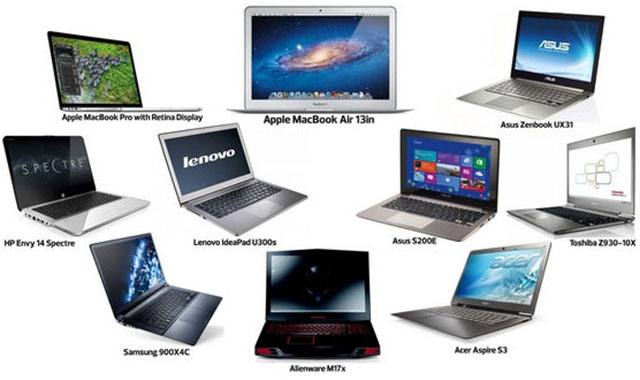 Apple MacBook Pro with Retina Display
Apple MacBook Air 13in
ASUS
Asus Zenbook UX31
SPECTRE
HP Envy 14 Spectre
lenovo
Lenovo IdeaPad U300s
Asus S200E
Toshiba Z930-10X
Samsung 900X4C
Alienware M17x
acer
Acer Aspire S3